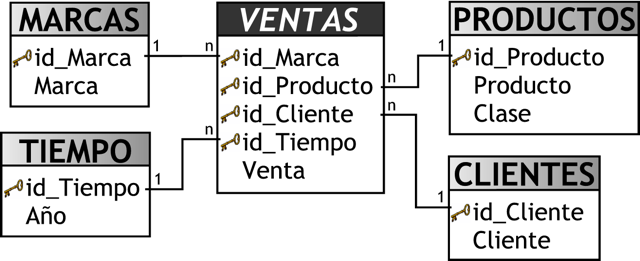 MARCAS
id_Marca
Marca
VENTAS
id_Marca
id_Producto
id_Cliente
id_Tiempo
Venta
PRODUCTOS
id_Producto
Producto
Clase
TIEMPO
id_Tiempo
Año
CLIENTES
id_Cliente
Cliente
1
n
n
1
n
1
n
1